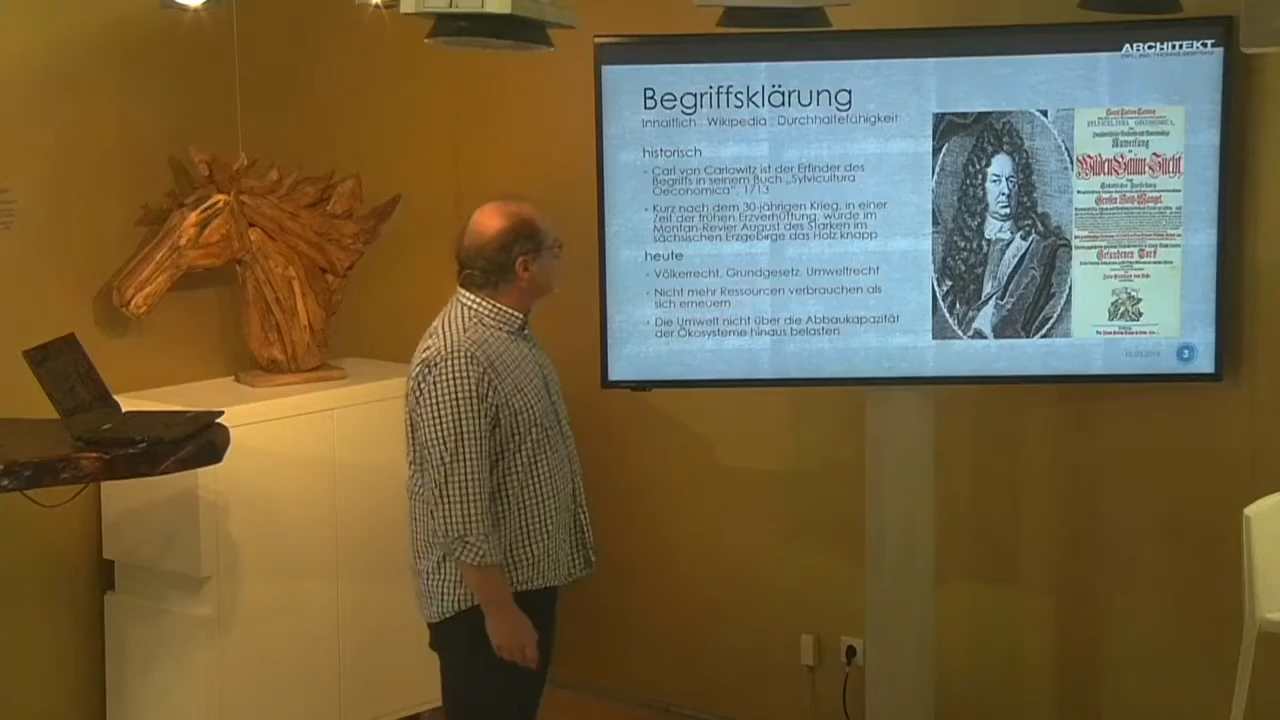 ARCHITEKT
Begriffsklärung
Inhaltlich . Wikipedia : Durchhaltefähigkeit
historisch
Carl von Carlowitz ist der Erfinder des
Begriffs in seinem Buch „Sylvicultura
Oeconomica“, 1713
Kurz nach dem 30-jährigen Krieg, in einer
Zeit der frühen Erzverhüttung, wurde im
Montan-Revier August des Starken im
sächsischen Erzgebirge das Holz knapp
heute
Völkerrecht, Grundgesetz, Umweltrecht
Nicht mehr Ressourcen verbrauchen als
sich erneuern
Die Umwelt nicht über die Abbaukapazität
der Ökosysteme hinaus belasten
SYLVICULTURA OECONOMICA,
Anweisung
Wilden Baum-Zucht
Grossen Holtz-Mangel
3